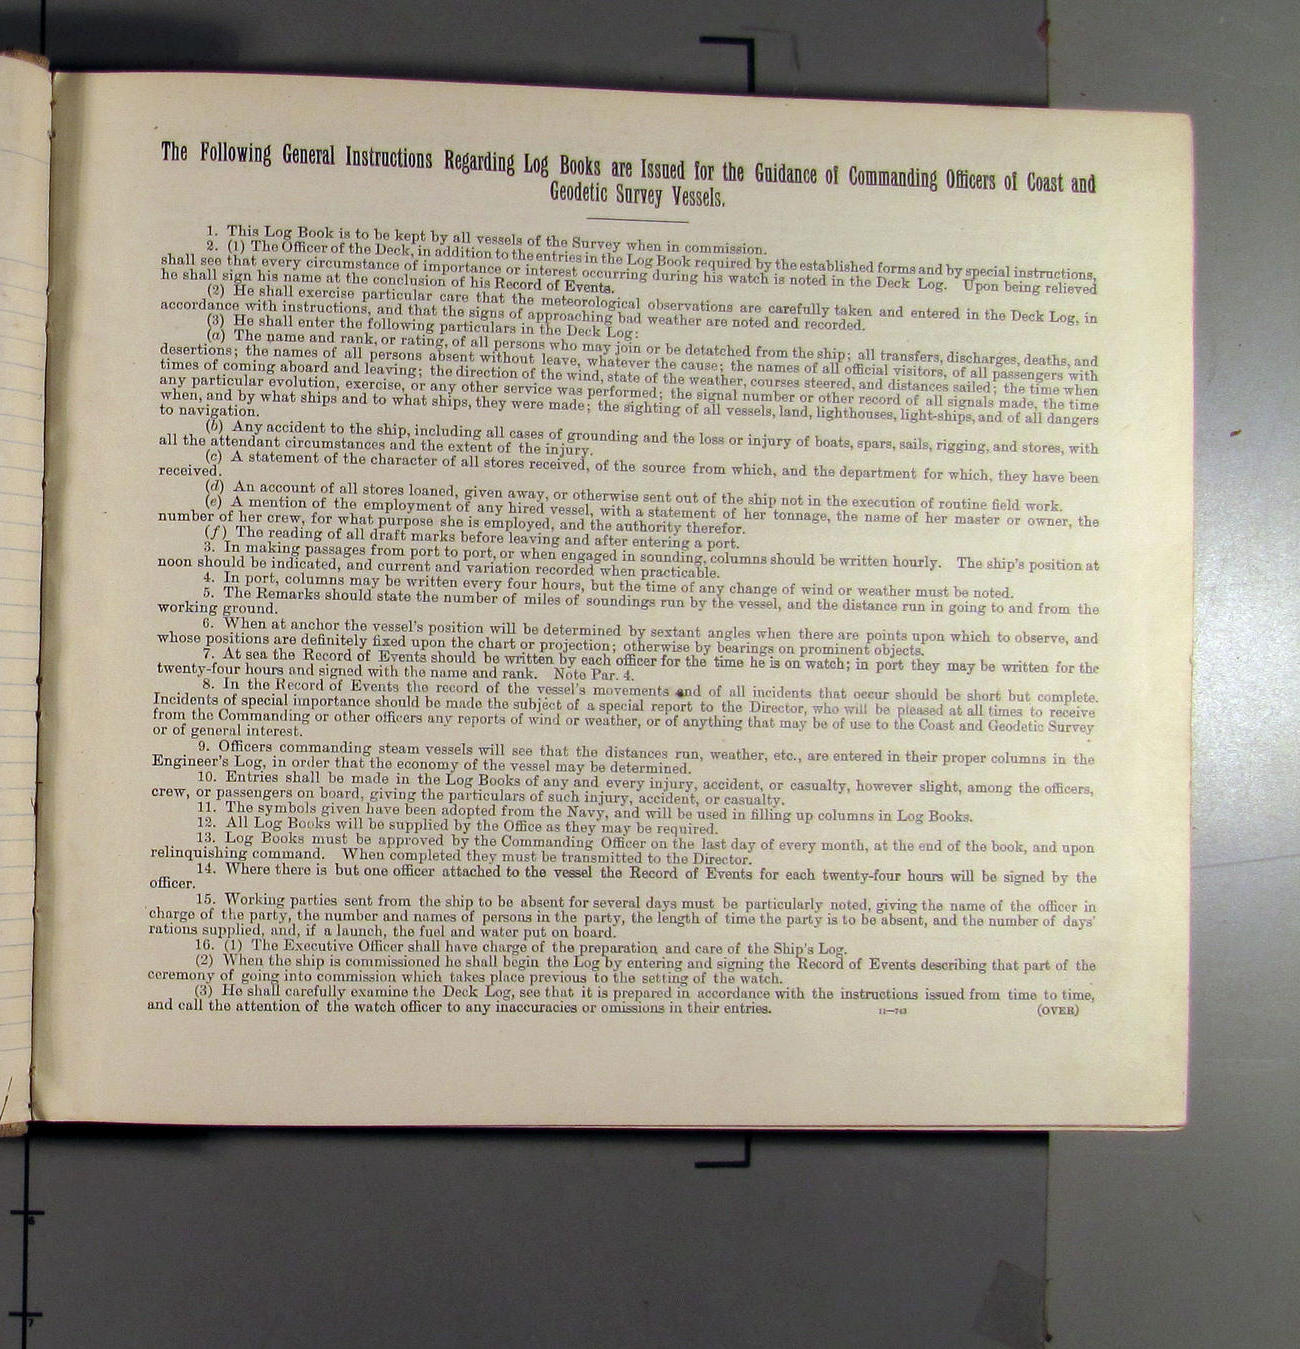 The Following General Instructions Regarding Log Books are Issued for the Guidance of Commanding Officers of Coast and
Geodetic Survey Vessels.
1. This Log Book is to be kept by all vessels of the Survey when in commission.
2. (1) The Officer of the Deck, in addition to the entries in the Log Book required by the established forms and by special instructions,
shall see that every circumstance of importance or interest occurring during his watch is noted in the Deck Log. Upon being relieved
he shall sign his name at the conclusion of his Record of Events.
(2) He shall exercise particular care that the meteorological observations are carefully taken and entered in the Deck Log, in
accordance with instructions, and that the signs of approaching bad weather are noted and recorded.
(3) He shall enter the following particulars in the Deck Log:
(a) The name and rank, or rating, of all persons who may join or be detatched from the ship; all transfers, discharges, deaths, and
desertions; the names of all persons absent without leave, whatever the cause; the names of all official visitors, of all passengers with
times of coming aboard and leaving; the direction of the wind, state of the weather, courses steered, and distances sailed; the time when
any particular evolution, exercise, or any other service was performed; the signal number or other record of all signals made, the time
when, and by what ships and to what ships, they were made; the sighting of all vessels, land, lighthouses, light-ships, and of all dangers
to navigation.
(b) Any accident to the ship, including all cases of grounding and the loss or injury of boats, spars, sails, rigging, and stores, with
all the attendant circumstances and the extent of the injury.
(c) A statement of the character of all stores received, of the source from which, and the department for which, they have been
received.
(d) An account of all stores loaned, given away, or otherwise sent out of the ship not in the execution of routine field work.
(e) A mention of the employment of any hired vessel, with a statement of her tonnage, the name of her master or owner, the
number of her crew, for what purpose she is employed, and the authority therefor.
(f) The reading of all draft marks before leaving and after entering a port.
3. In making passages from port to port, or when engaged in sounding, columns should be written hourly. The ship's position at
noon should be indicated, and current and variation recorded when practicable.
4. In port, columns may be written every four hours, but the time of any change of wind or weather must be noted.
5. The Remarks should state the number of miles of soundings run by the vessel, and the distance run in going to and from the
working ground.
6. When at anchor the vessel's position will be determined by sextant angles when there are points upon which to observe, and
whose positions are definitely fixed upon the chart or projection; otherwise by bearings on prominent objects.
7. At sea the Record of Events should be written by each officer for the time he is on watch; in port they may be written for the
twenty-four hours and signed with the name and rank. Note Par. 4.
8. In the Record of Events the record of the vessel's movements and of all incidents that occur should be short but complete.
Incidents of special importance should be made the subject of a special report to the Director, who will be pleased at all times to receive
from the Commanding or other officers any reports of wind or weather, or of anything that may be of use to the Coast and Geodetic Survey
or of general interest.
9. Officers commanding steam vessels will see that the distances run, weather, etc., are entered in their proper columns in the
Engineer's Log, in order that the economy of the vessel may be determined.
10. Entries shall be made in the Log Books of any and every injury, accident, or casualty, however slight, among the officers,
crew, or passengers on board, giving the particulars of such injury, accident, or casualty.
11. The symbols given have been adopted from the Navy, and will be used in filling up columns in Log Books.
12. All Log Books will be supplied by the Office as they may be required.
13. Log Books must be approved by the Commanding Officer on the last day of every month, at the end of the book, and upon
relinquishing command. When completed they must be transmitted to the Director.
14. Where there is but one officer attached to the vessel the Record of Events for each twenty-four hours will be signed by the
officer.
15. Working parties sent from the ship to be absent for several days must be particularly noted, giving the name of the officer in
charge of the party, the number and names of persons in the party, the length of time the party is to be absent, and the number of days'
rations supplied, and, if a launch, the fuel and water put on board.
16. (1) The Executive Officer shall have charge of the preparation and care of the Ship's Log.
(2) When the ship is commissioned he shall begin the Log by entering and signing the Record of Events describing that part of the
ceremony of going into commission which takes place previous to the setting of the watch.
(3) He shall carefully examine the Deck Log, see that it is prepared in accordance with the instructions issued from time to time,
and call the attention of the watch officer to any inaccuracies or omissions in their entries. 11—743 (OVER)
6
7